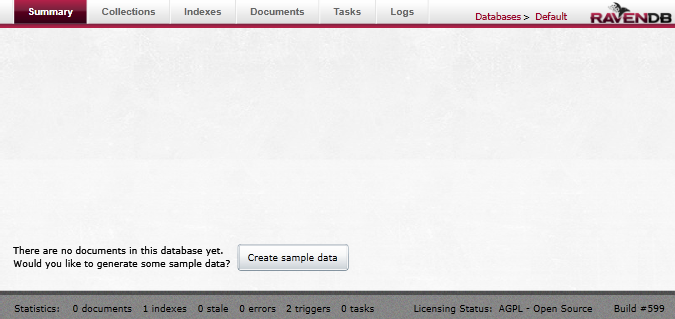 Summary Collections Indexes Documents Tasks Logs Databases > Default RAVENDB
There are no documents in this database yet.
Would you like to generate some sample data?
Create sample data
Statistics: 0 documents 1 indexes 0 stale 0 errors 2 triggers 0 tasks Licensing Status: AGPL - Open Source Build #599